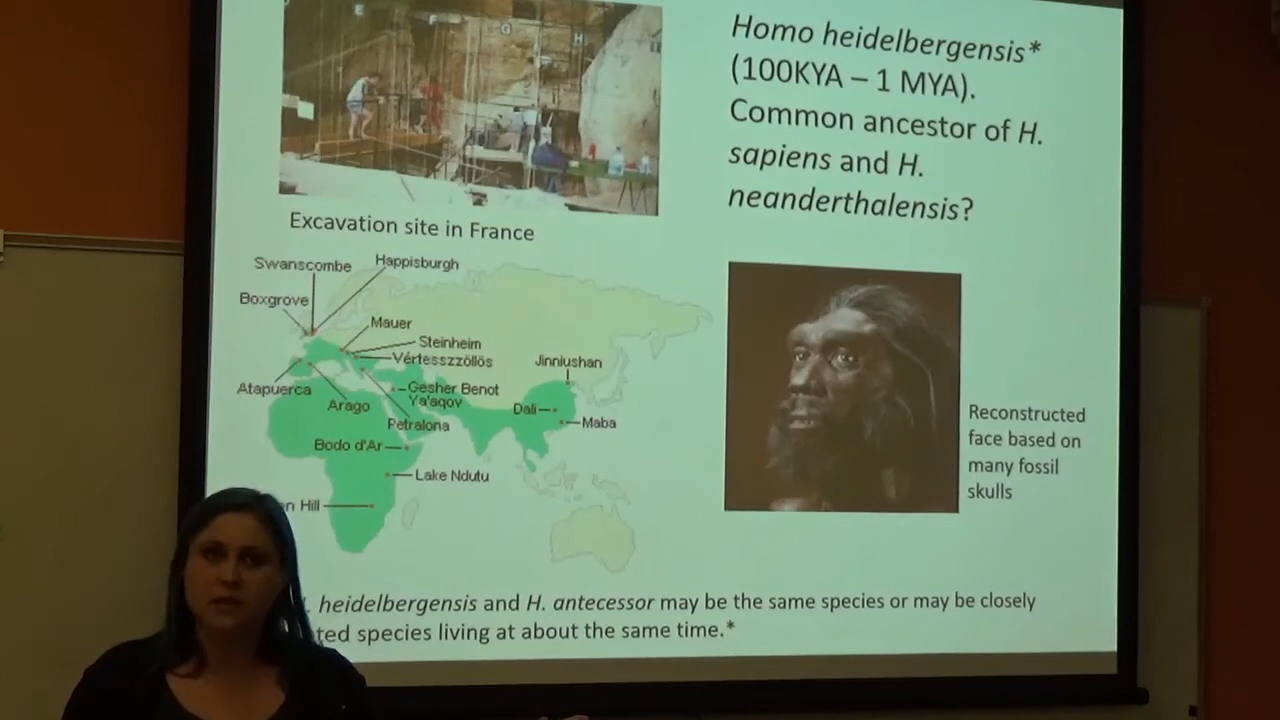 E
F
G
H
Homo heidelbergensis*
(100KYA – 1 MYA).
Common ancestor of H.
sapiens and H.
neanderthalensis?
Excavation site in France
Swanscombe
Happisburgh
Boxgrove
Mauer
Steinheim
Vértesszzöllös
Jinniushan
Atapuerca
Gesher Benot
Ya'aqov
Arago
Dali
Petralona
Maba
Bodo d'Ar
Lake Ndutu
Hill
Reconstructed
face based on
many fossil
skulls
heidelbergensis and H. antecessor may be the same species or may be closely
species living at about the same time.*